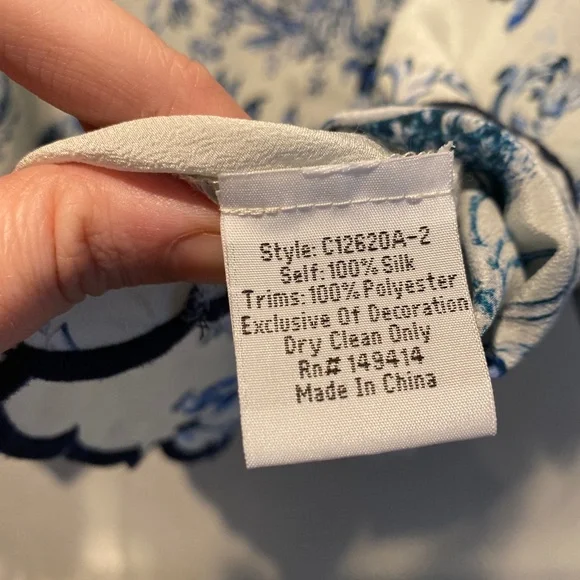 Style: C12620A-2
Self: 100% Silk
Trims: 100% Polyester
Exclusive Of Decoration
Dry Clean Only
Rn# 149414
Made In China